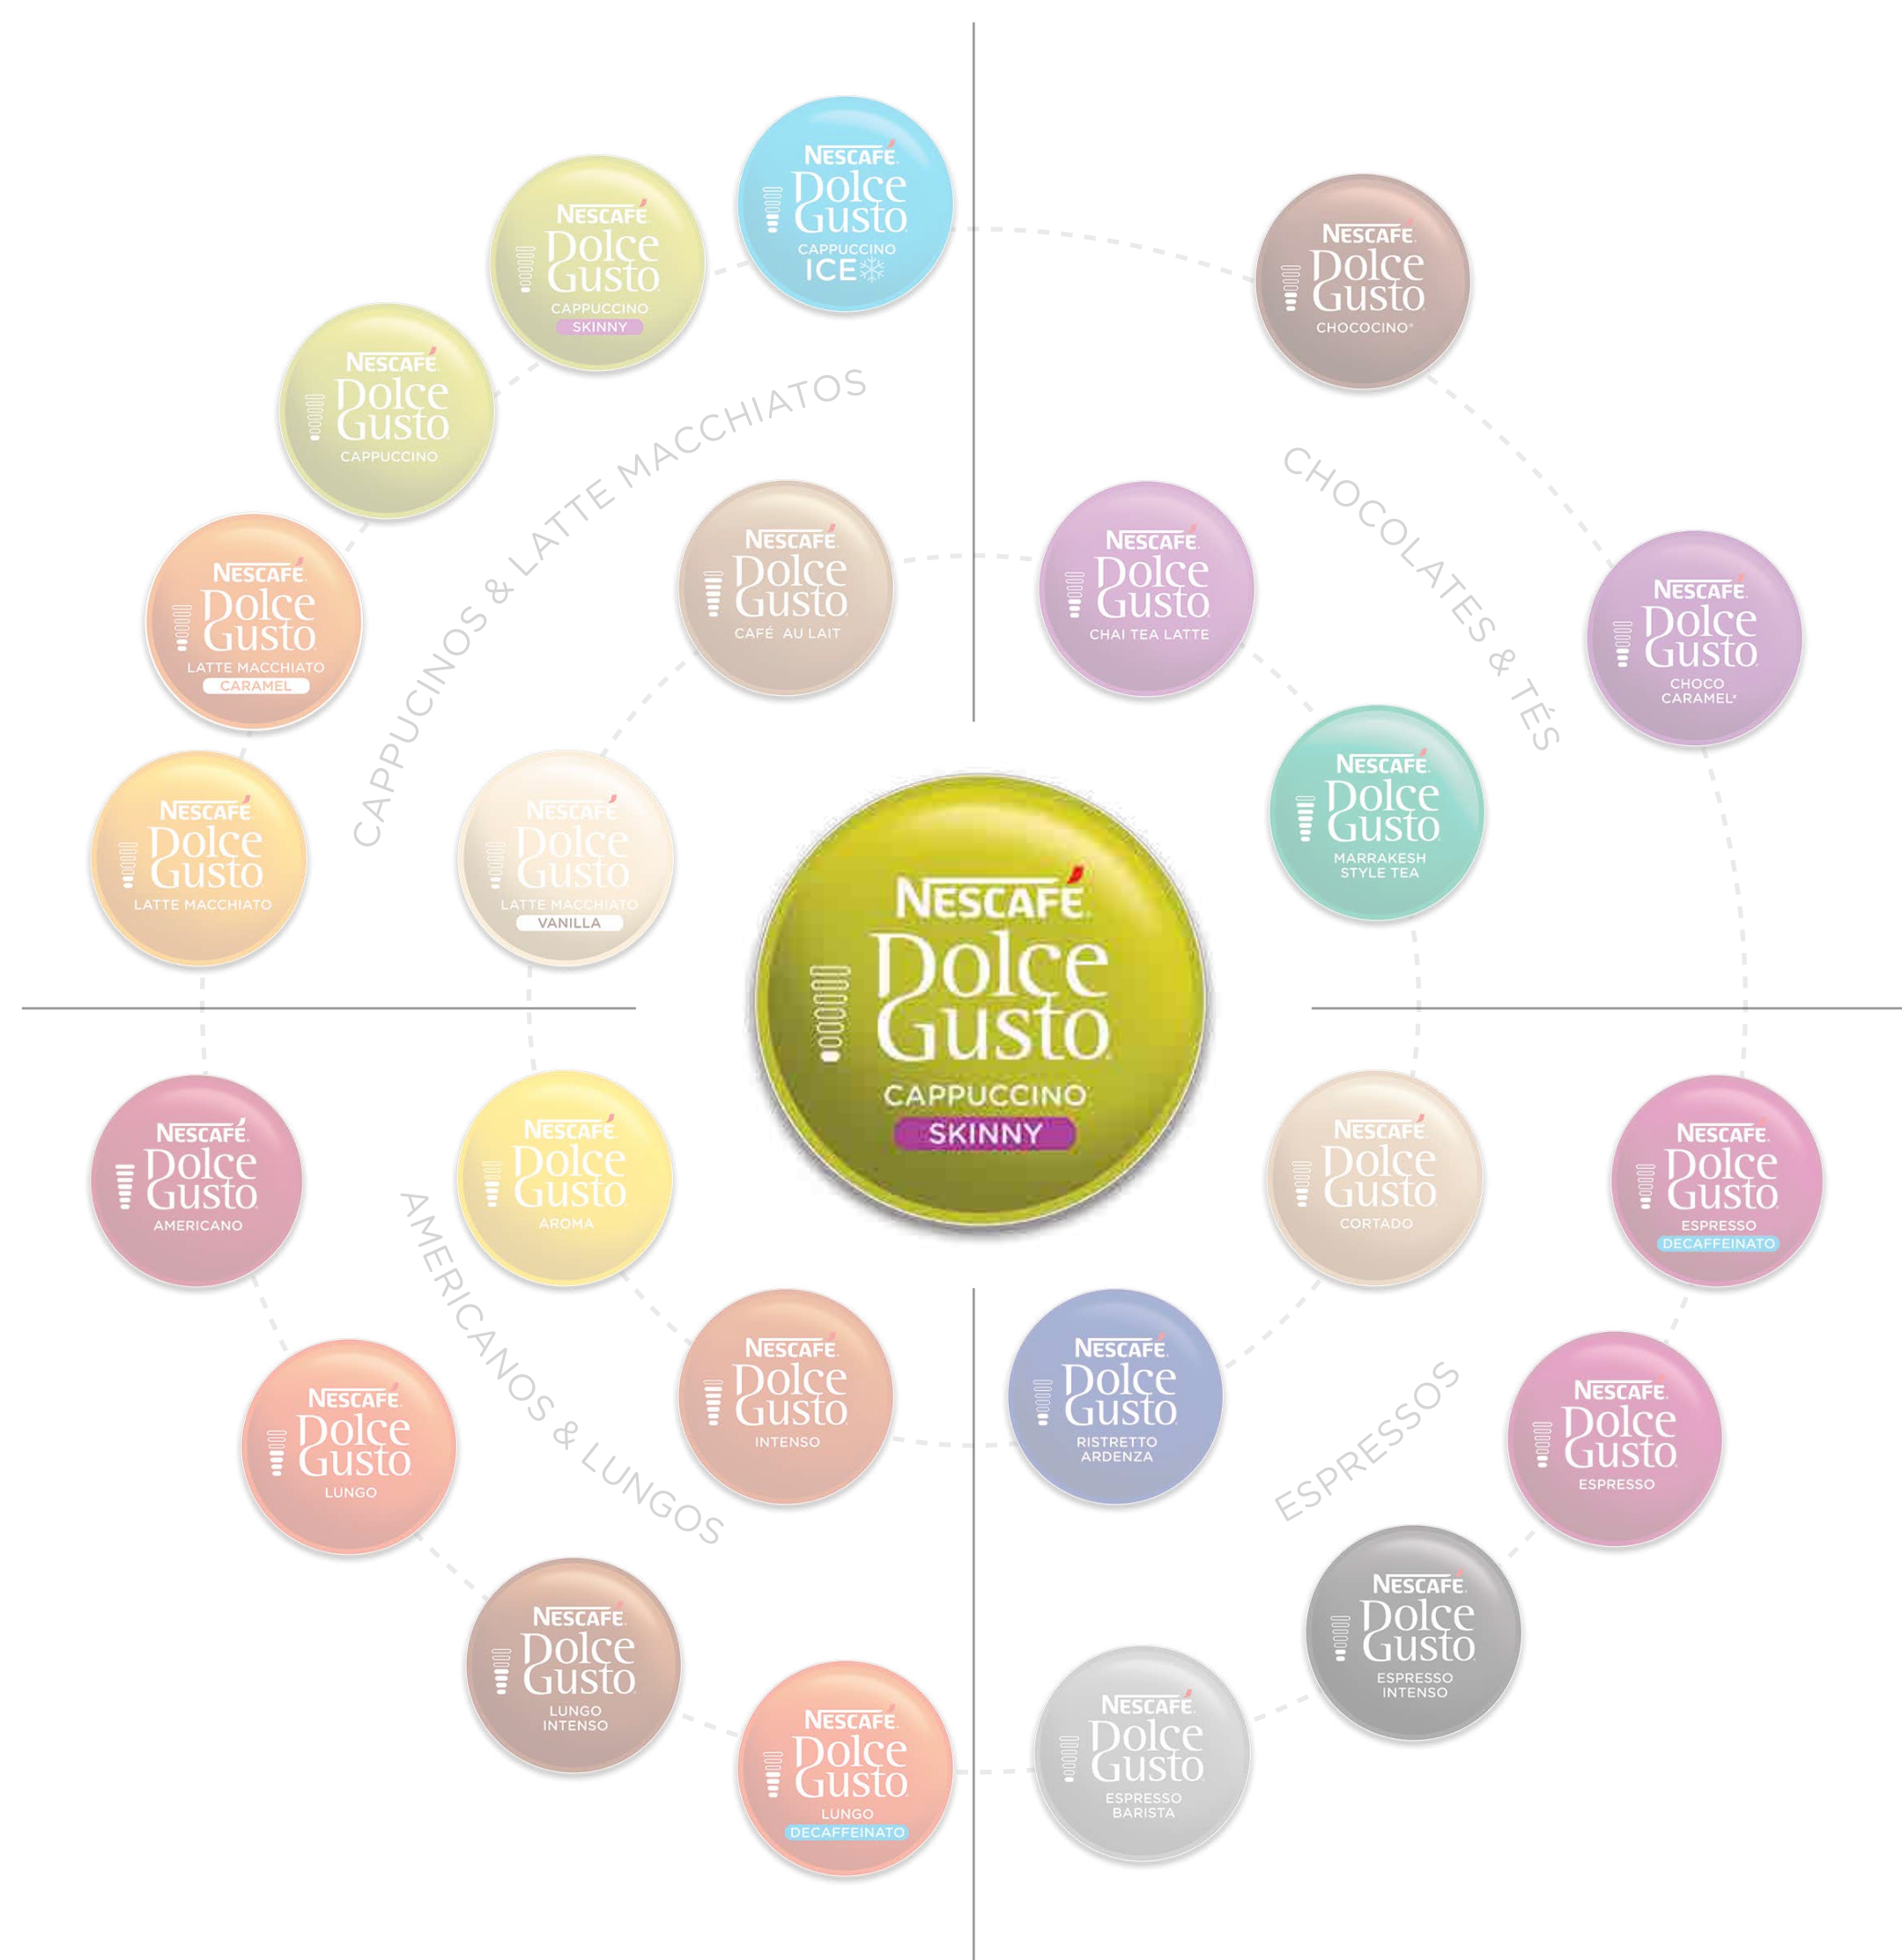 NESCAFÉ
Dolce
Gusto
CAPPUCCINO
ICE
NESCAFÉ
Dolce
Gusto
CAPPUCCINO
SKINNY
NESCAFÉ
Dolce
Gusto
CAPPUCCINO
NESCAFÉ
Dolce
Gusto
LATTE MACCHIATO
CARAMEL
NESCAFÉ
Dolce
Gusto
LATTE MACCHIATO
CAPPUCINOS & LATTE MACCHIATOS
NESCAFÉ
Dolce
Gusto
CAFÉ AU LAIT
NESCAFÉ
Dolce
Gusto
LATTE MACCHIATO
VANILLA
NESCAFÉ
Dolce
Gusto
CHOCOCINO®
CHOCOLATES & TÉS
NESCAFÉ
Dolce
Gusto
CHAI TEA LATTE
NESCAFÉ
Dolce
Gusto
CHOCO
CARAMEL*
NESCAFÉ
Dolce
Gusto
MARRAKESH
STYLE TEA
NESCAFÉ
Dolce
Gusto
CAPPUCCINO
SKINNY
NESCAFÉ
Dolce
Gusto
AMERICANO
NESCAFÉ
Dolce
Gusto
AROMA
AMERICANOS & LUNGOS
NESCAFÉ
Dolce
Gusto
LUNGO
NESCAFÉ
Dolce
Gusto
INTENSO
NESCAFÉ
Dolce
Gusto
LUNGO
INTENSO
NESCAFÉ
Dolce
Gusto
LUNGO
DECAFFEINATO
NESCAFÉ
Dolce
Gusto
CORTADO
NESCAFÉ
Dolce
Gusto
ESPRESSO
DECAFFEINATO
NESCAFÉ
Dolce
Gusto
RISTRETTO
ARDENZA
ESPRESSOS
NESCAFÉ
Dolce
Gusto
ESPRESSO
NESCAFÉ
Dolce
Gusto
ESPRESSO
INTENSO
NESCAFÉ
Dolce
Gusto
ESPRESSO
BARISTA